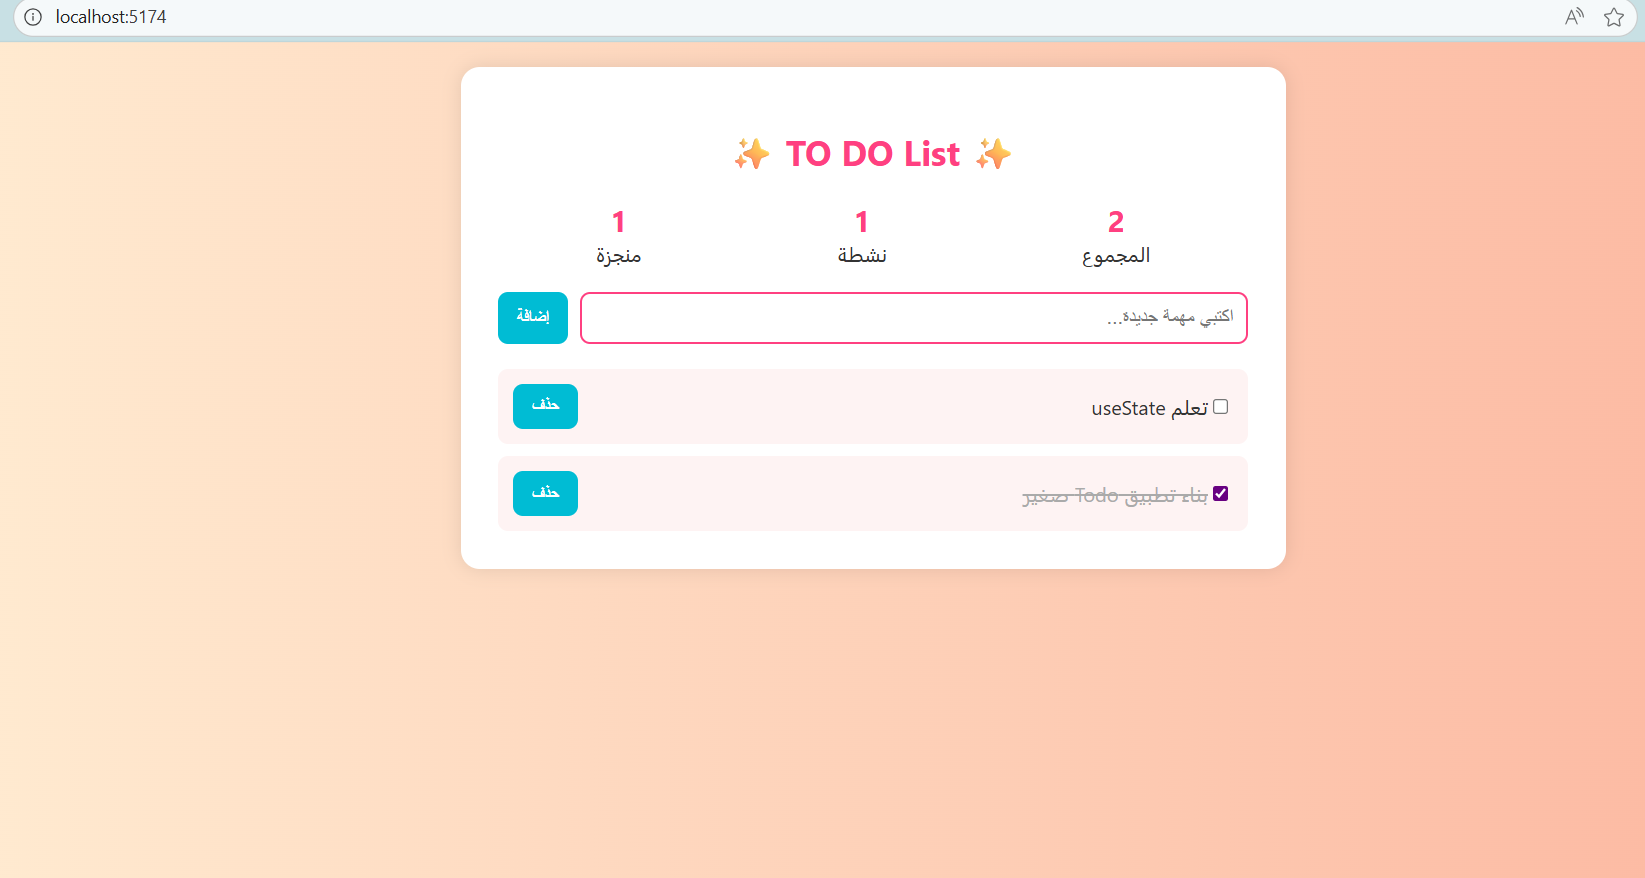 localhost:5174
✨ TO DO List ✨
2 1 1
المجموع نشطة منجزة
اكتبي مهمة جديدة... إضافة
تعلم useState حذف
بناء تطبيق Todo صغير حذف